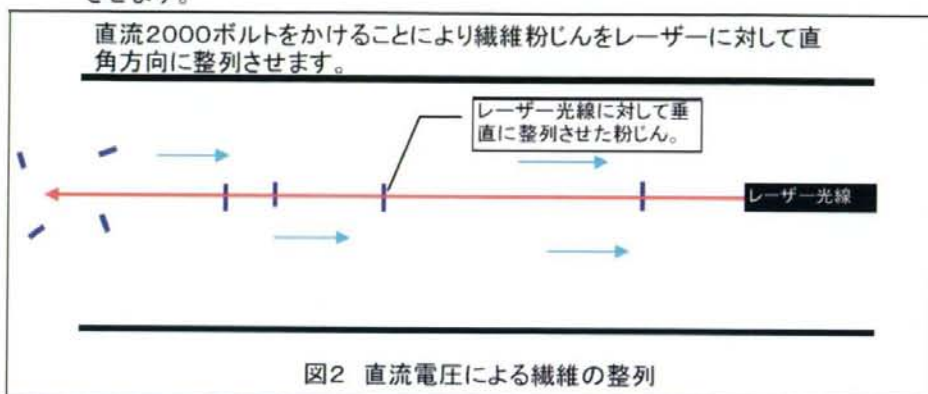 させます。
直流2000ボルトをかけることにより繊維粉じんをレーザーに対して直
角方向に整列させます。
レーザー光線に対して垂
直に整列させた粉じん。
レーザー光線
図2 直流電圧による繊維の整列